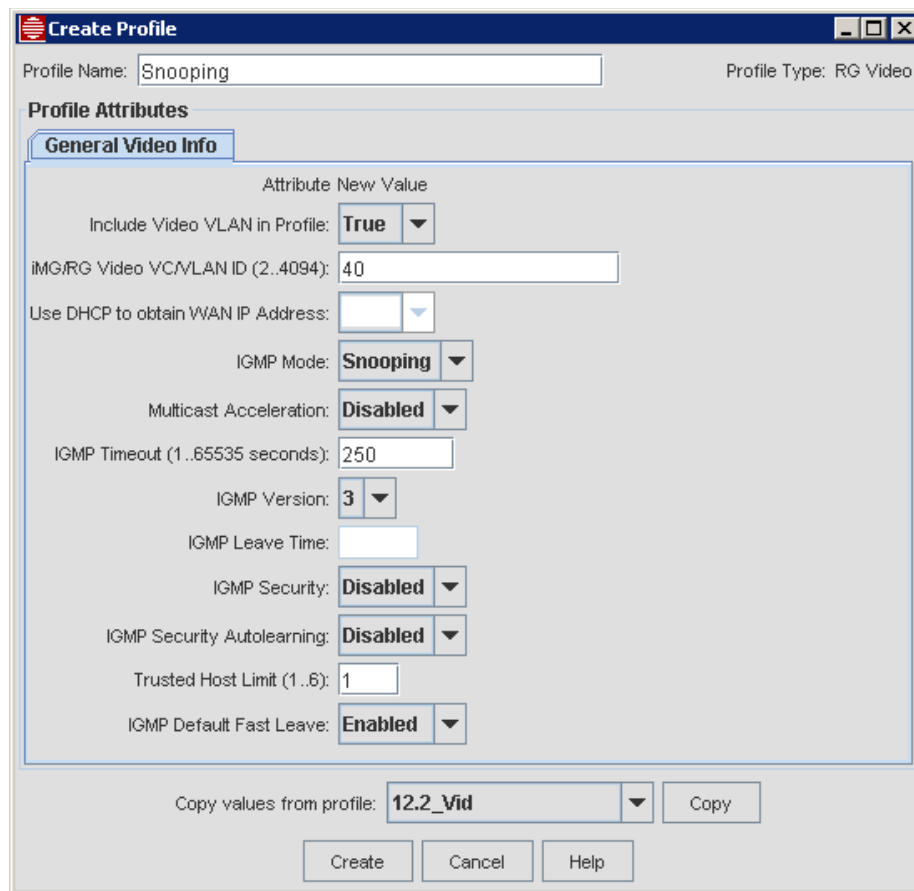 Create Profile
Profile Name: Snooping Profile Type: RG Video
Profile Attributes
General Video Info
Attribute New Value
Include Video VLAN in Profile: True
iMG/RG Video VC/VLAN ID (2..4094): 40
Use DHCP to obtain WAN IP Address:
IGMP Mode: Snooping
Multicast Acceleration: Disabled
IGMP Timeout (1..65535 seconds): 250
IGMP Version: 3
IGMP Leave Time:
IGMP Security: Disabled
IGMP Security Autolearning: Disabled
Trusted Host Limit (1..6): 1
IGMP Default Fast Leave: Enabled
Copy values from profile: 12.2_Vid Copy
Create Cancel Help